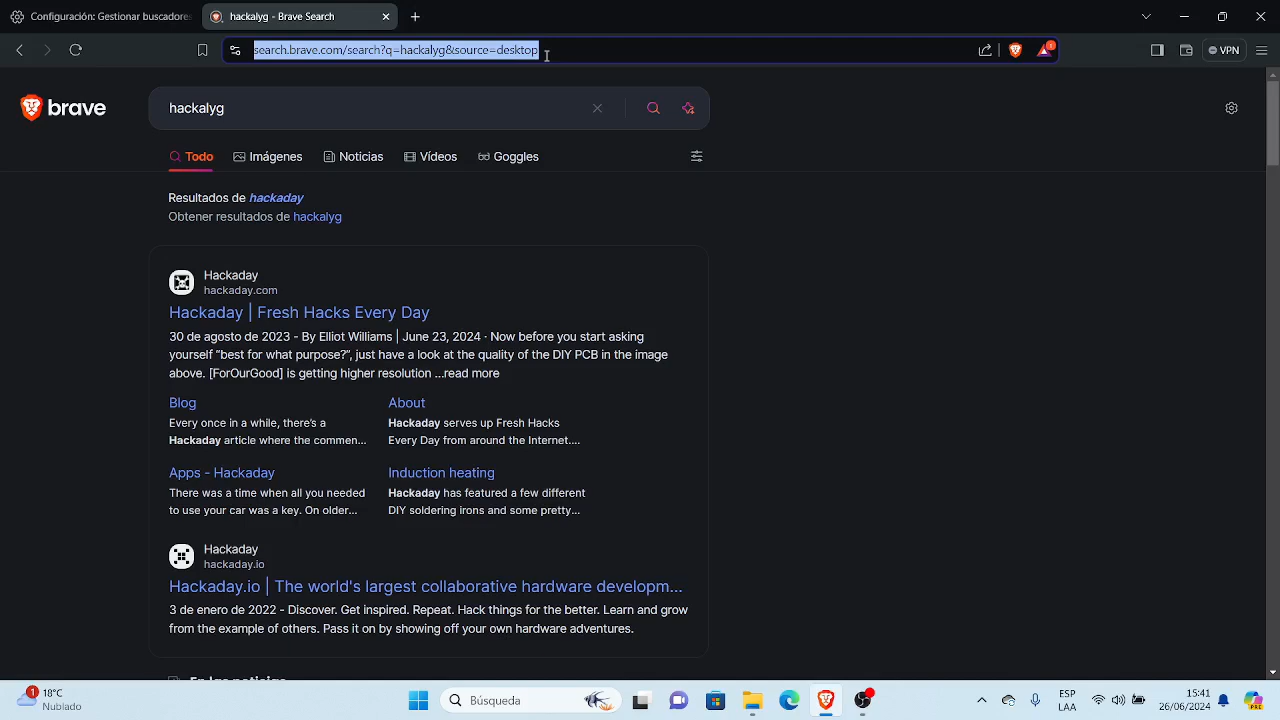 Configuración: Gestionar buscadores
hackalyg - Brave Search
search.brave.com/search?q=hackalyg&source=desktop
1
VPN
brave
hackalyg
Todo
Imágenes
Noticias
Vídeos
Goggles
Resultados de hackaday
Obtener resultados de hackalyg
Hackaday
hackaday.com
Hackaday | Fresh Hacks Every Day
30 de agosto de 2023 - By Elliot Williams | June 23, 2024 · Now before you start asking
yourself “best for what purpose?”, just have a look at the quality of the DIY PCB in the image
above. [ForOurGood] is getting higher resolution ...read more
Blog
Every once in a while, there’s a
Hackaday article where the commen...
About
Hackaday serves up Fresh Hacks
Every Day from around the Internet....
Apps - Hackaday
There was a time when all you needed
to use your car was a key. On older...
Induction heating
Hackaday has featured a few different
DIY soldering irons and some pretty...
Hackaday
hackaday.io
Hackaday.io | The world's largest collaborative hardware developm...
3 de enero de 2022 - Discover. Get inspired. Repeat. Hack things for the better. Learn and grow
from the example of others. Pass it on by showing off your own hardware adventures.
En las noticias
1
18°C
Nublado
Búsqueda
ESP
LAA
15:41
26/06/2024
PRE